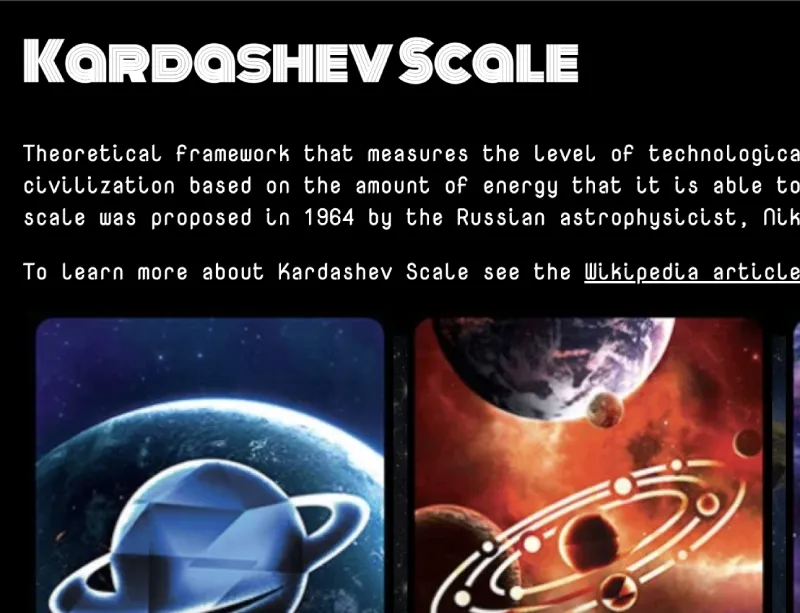 Kardashev Scale
Theoretical framework that measures the level of technologica
civilization based on the amount of energy that it is able to
scale was proposed in 1964 by the Russian astrophysicist, Nik
To learn more about Kardashev Scale see the Wikipedia article